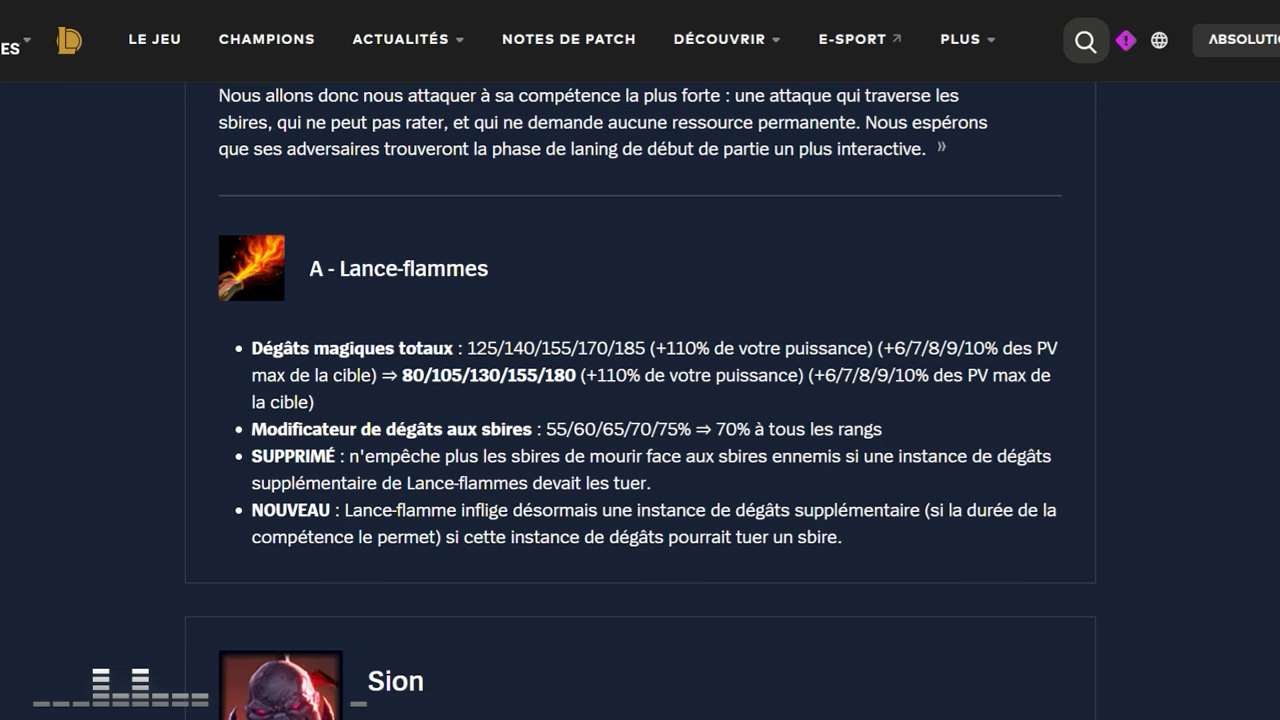 ES
LE JEU CHAMPIONS ACTUALITÉS NOTES DE PATCH DÉCOUVRIR E-SPORT PLUS
Nous allons donc nous attaquer à sa compétence la plus forte : une attaque qui traverse les
sbires, qui ne peut pas rater, et qui ne demande aucune ressource permanente. Nous espérons
que ses adversaires trouveront la phase de laning de début de partie un plus interactive. »
A - Lance-flammes
• Dégâts magiques totaux : 125/140/155/170/185 (+110% de votre puissance) (+6/7/8/9/10% des PV
max de la cible) ⇒ 80/105/130/155/180 (+110% de votre puissance) (+6/7/8/9/10% des PV max de
la cible)
• Modificateur de dégâts aux sbires : 55/60/65/70/75% ⇒ 70% à tous les rangs
• SUPPRIMÉ : n'empêche plus les sbires de mourir face aux sbires ennemis si une instance de dégâts
supplémentaire de Lance-flammes devait les tuer.
• NOUVEAU : Lance-flamme inflige désormais une instance de dégâts supplémentaire (si la durée de la
compétence le permet) si cette instance de dégâts pourrait tuer un sbire.
Sion